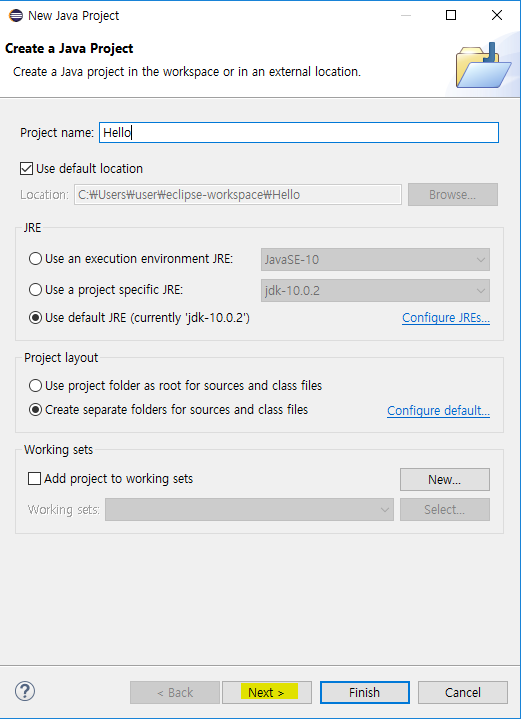 New Java Project
Create a Java Project
Create a Java project in the workspace or in an external location.
Project name: Hello
Use default location
Location: C:₩Users₩user₩eclipse-workspace₩Hello Browse...
JRE
Use an execution environment JRE: JavaSE-10
Use a project specific JRE: jdk-10.0.2
Use default JRE (currently 'jdk-10.0.2') Configure JREs...
Project layout
Use project folder as root for sources and class files
Create separate folders for sources and class files Configure default...
Working sets
Add project to working sets New...
Working sets: Select...
? < Back Next > Finish Cancel